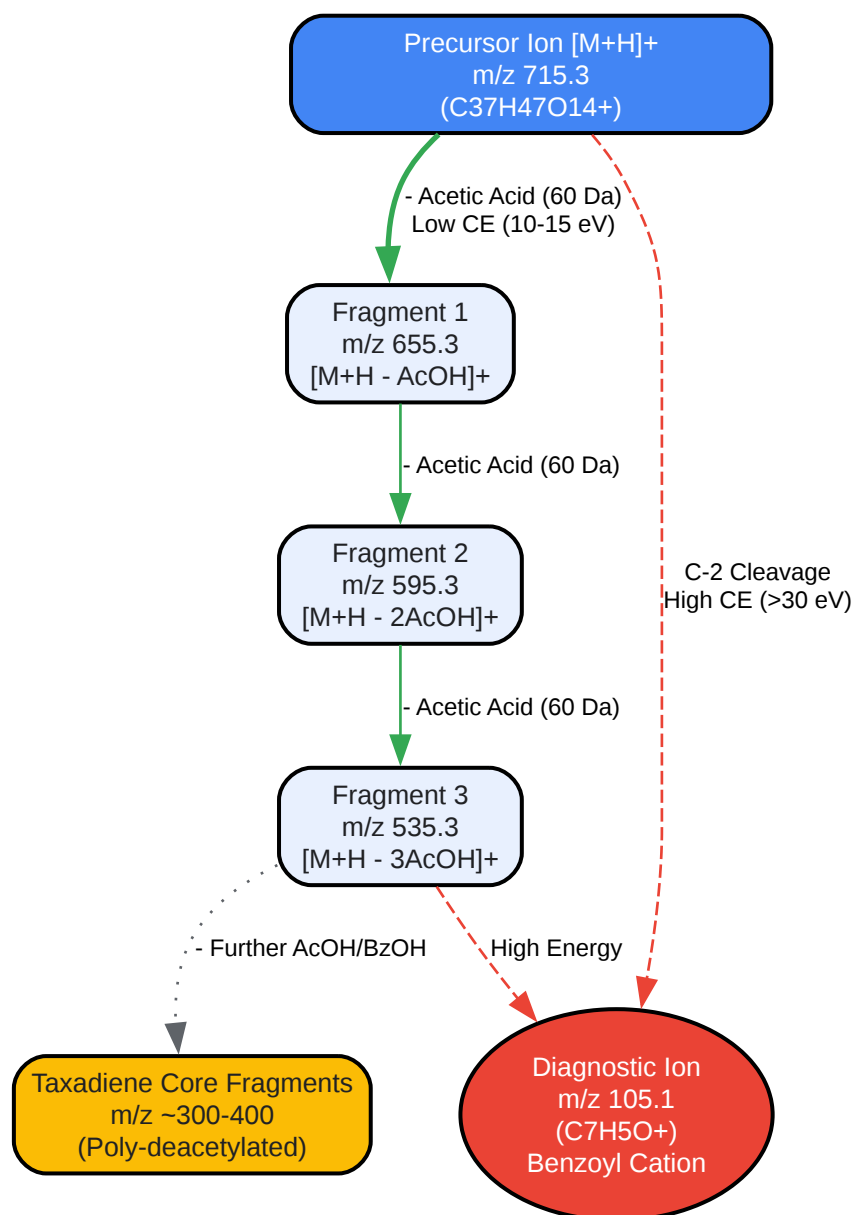 Precursor Ion [M+H]+
m/z 715.3
(C37H47O14+)
- Acetic Acid (60 Da)
Low CE (10-15 eV)
Fragment 1
m/z 655.3
[M+H - AcOH]+
- Acetic Acid (60 Da)
Fragment 2
m/z 595.3
[M+H - 2AcOH]+
C-2 Cleavage
High CE (>30 eV)
- Acetic Acid (60 Da)
Fragment 3
m/z 535.3
[M+H - 3AcOH]+
- Further AcOH/BzOH
High Energy
Taxadiene Core Fragments
m/z ~300-400
(Poly-deacetylated)
Diagnostic Ion
m/z 105.1
(C7H5O+)
Benzoyl Cation